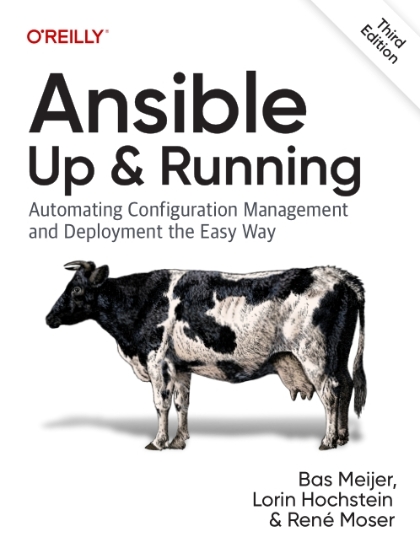 O'REILLY®
Third
Edition
Ansible
Up & Running
Automating Configuration Management
and Deployment the Easy Way
Bas Meijer,
Lorin Hochstein
& René Moser